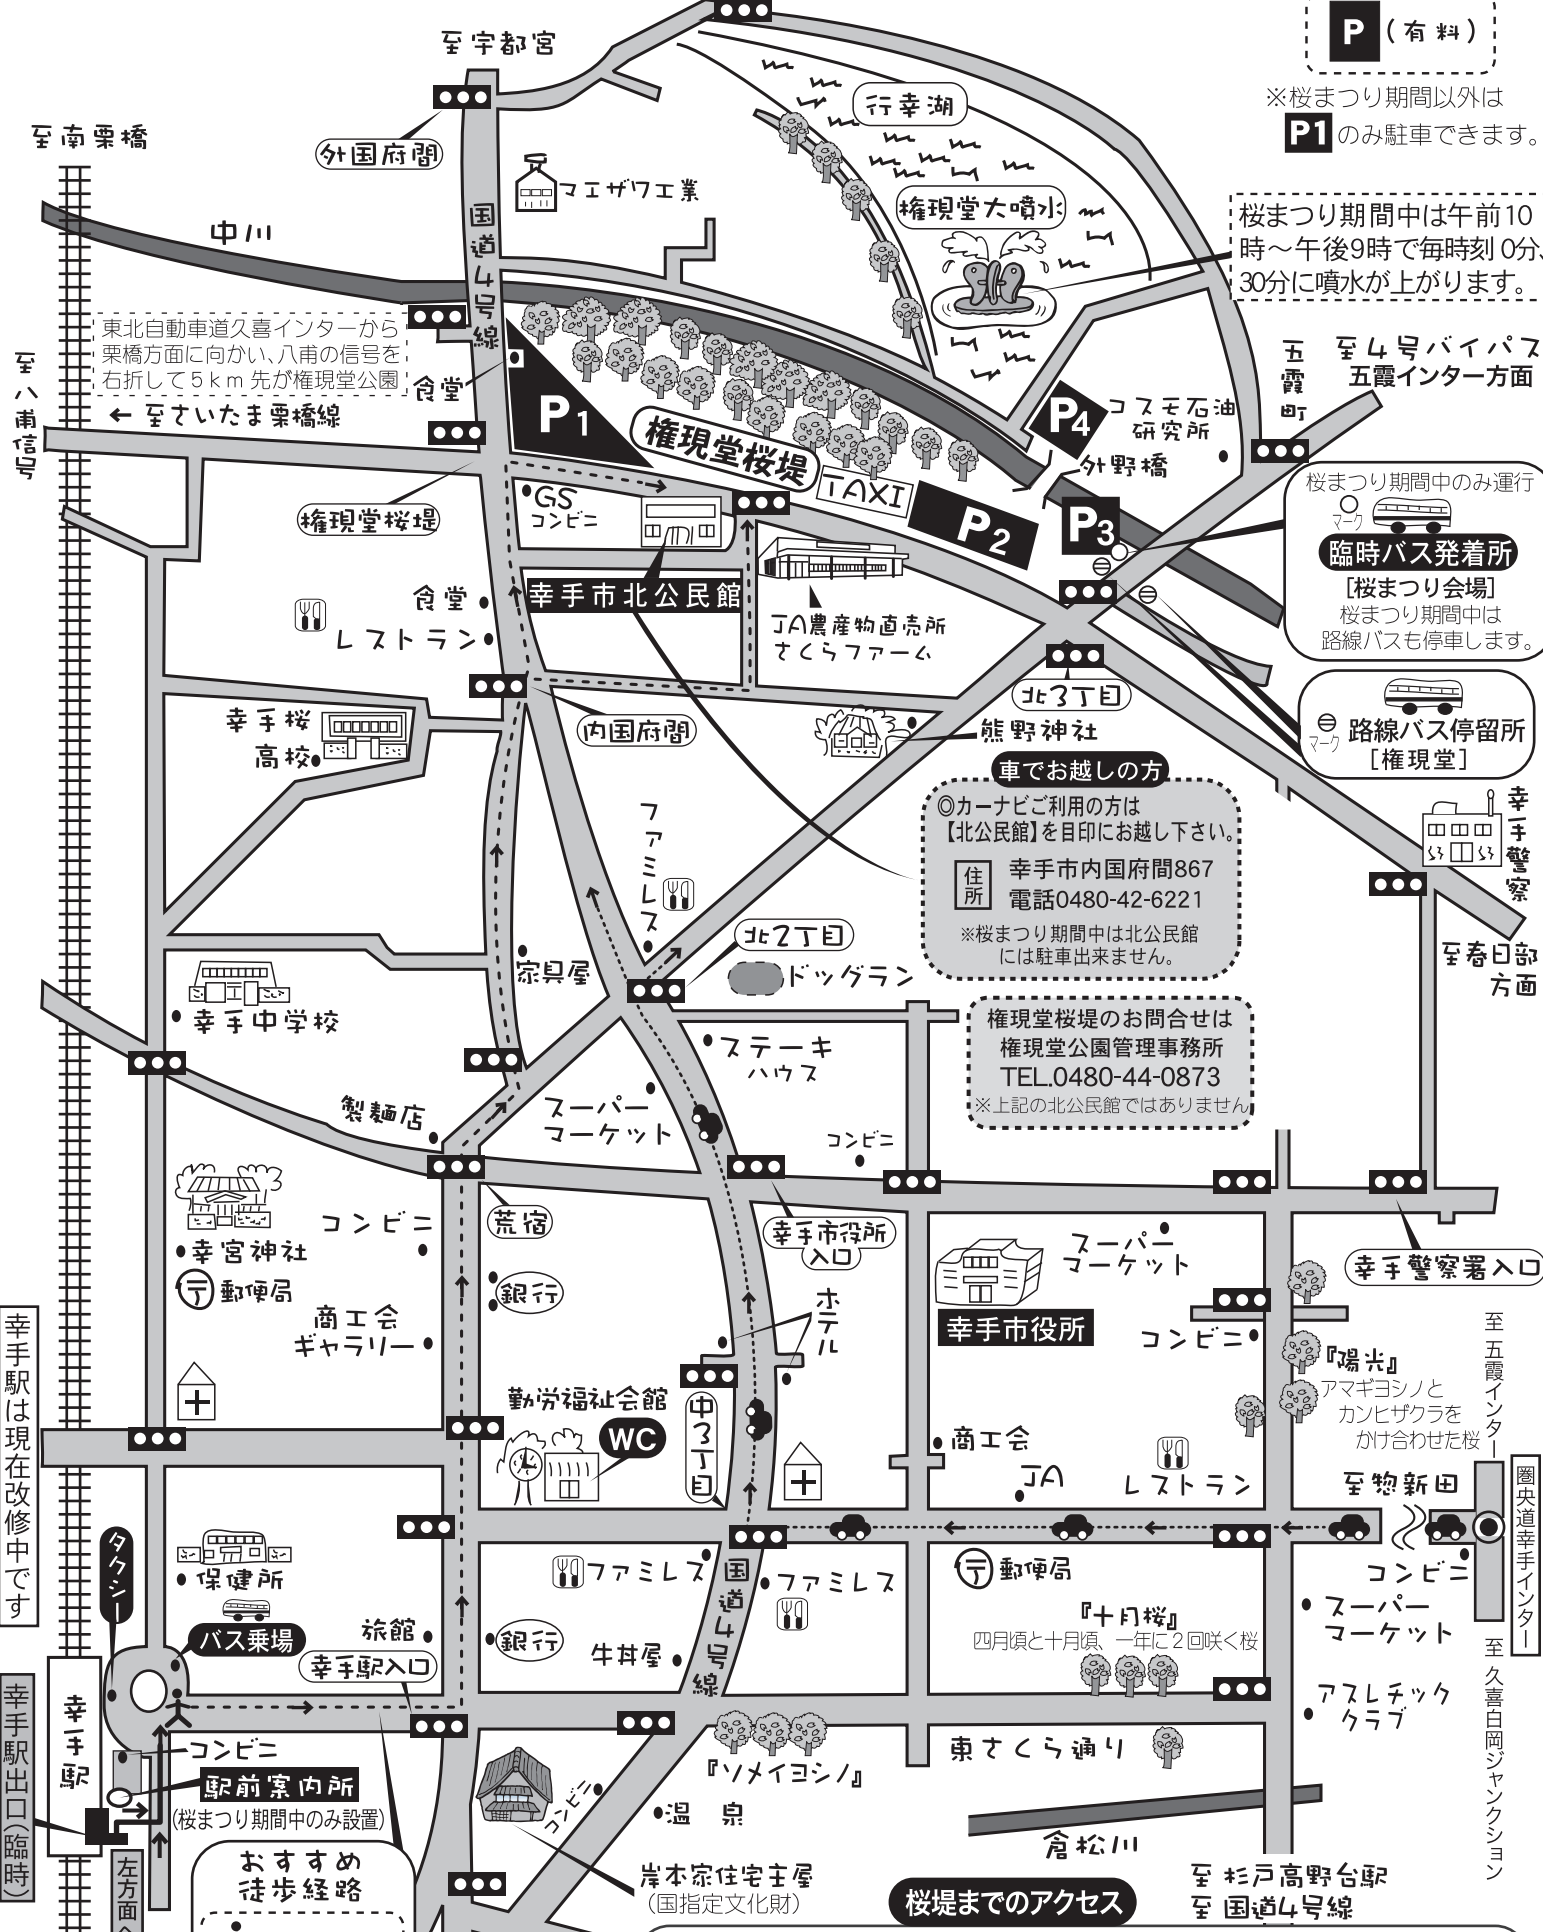 至宇都宮
P（有料）
※桜まつり期間以外は
P1のみ駐車できます。
至南栗橋
行幸湖
外国府間
マエザワ工業
権現堂大噴水
桜まつり期間中は午前10
時～午後9時で毎時刻0分、
30分に噴水が上がります。
中川
国道4号線
東北自動車道久喜インターから
栗橋方面に向かい、八甫の信号を
右折して5km先が権現堂公園
← 至さいたま栗橋線
至八甫信号
食堂
P1
権現堂桜堤
TAXI
P2
P4
コスモ石油
研究所
外野橋
五霞町
至4号バイパス
五霞インター方面
P3
桜まつり期間中のみ運行
マーク
臨時バス発着所
[桜まつり会場]
桜まつり期間中は
路線バスも停車します。
権現堂桜堤
GS
コンビニ
幸手市北公民館
JA農産物直売所
さくらファーム
食堂
レストラン
北3丁目
マーク
路線バス停留所
[権現堂]
内国府間
熊野神社
幸手桜
高校
車でお越しの方
◎カーナビご利用の方は
【北公民館】を目印にお越し下さい。
住所
幸手市内国府間867
電話0480-42-6221
※桜まつり期間中は北公民館
には駐車出来ません。
幸手警察
至春日部
方面
ファミレス
北2丁目
ドッグラン
家具屋
幸手中学校
権現堂桜堤のお問合せは
権現堂公園管理事務所
TEL.0480-44-0873
※上記の北公民館ではありません
ステーキ
ハウス
スーパー
マーケット
製麺店
コンビニ
荒宿
幸手市役所
入口
コンビニ
幸宮神社
郵便局
銀行
商工会
ギャラリー
ホテル
スーパー
マーケット
幸手警察署入口
幸手市役所
コンビニ
『陽光』
アマギヨシノと
カンヒザクラを
かけ合わせた桜
至 五霞インター
幸手駅は現在改修中です
勤労福祉会館
WC
中3丁目
商工会
JA
レストラン
至惣新田
圏央道幸手インター
タクシー
保健所
バス乗場
旅館
幸手駅入口
ファミレス
国道4号線
ファミレス
郵便局
コンビニ
スーパー
マーケット
銀行
牛丼屋
『十月桜』
四月頃と十月頃、一年に2回咲く桜
至 久喜白岡ジャンクション
アスレチック
クラブ
幸手駅
幸手駅出口（臨時）
コンビニ
駅前案内所
（桜まつり期間中のみ設置）
『ソメイヨシノ』
東さくら通り
コンビニ
温泉
倉松川
左方面へ
おすすめ
徒歩経路
岸本家住宅主屋
（国指定文化財）
桜堤までのアクセス
至 杉戸高野台駅
至 国道4号線